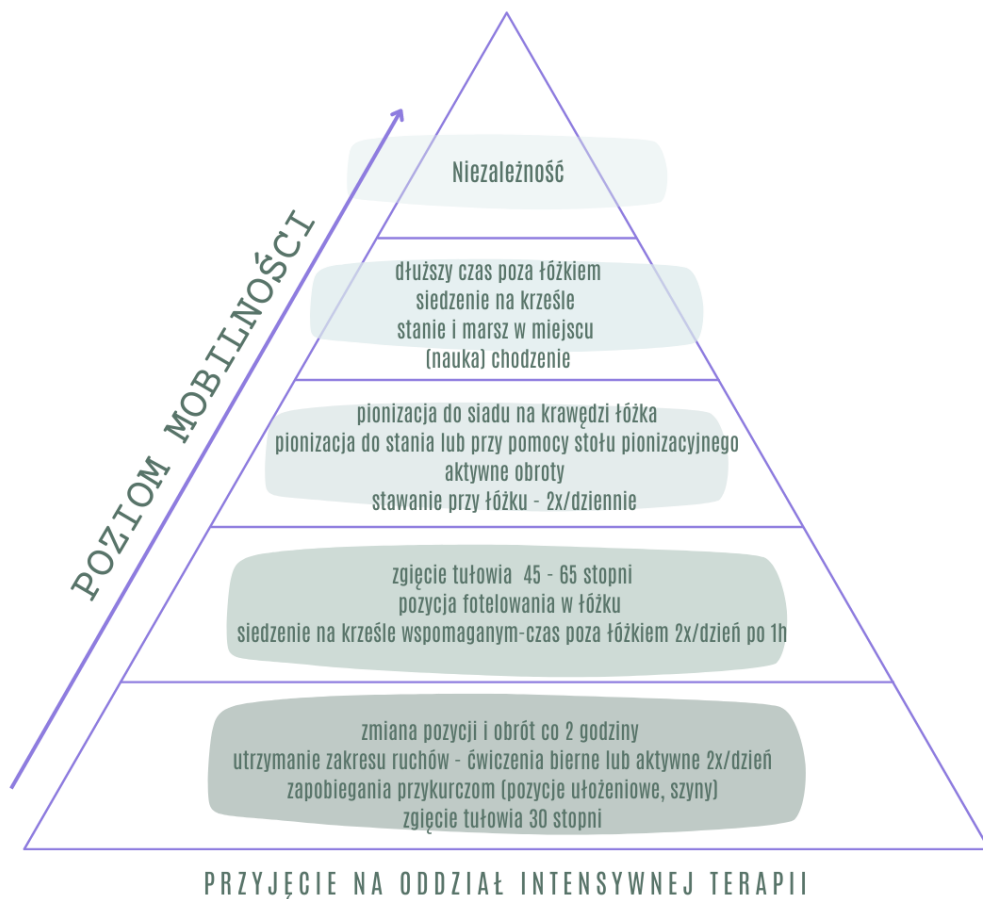 Niezależność
dłuższy czas poza łóżkiem
siedzenie na krześle
stanie i marsz w miejscu
(nauka) chodzenie
pionizacja do siadu na krawędzi łóżka
pionizacja do stania lub przy pomocy stołu pionizacyjnego
aktywne obroty
stawanie przy łóżku - 2x/dziennie
zgięcie tułowia 45 - 65 stopni
pozycja fotelowania w łóżku
siedzenie na krześle wspomaganym-czas poza łóżkiem 2x/dzień po 1h
zmiana pozycji i obrót co 2 godziny
utrzymanie zakresu ruchów - ćwiczenia bierne lub aktywne 2x/dzień
zapobiegania przykurczom (pozycje ułożeniowe, szyny)
zgięcie tułowia 30 stopni
POZIOM MOBILNOŚCI
PRZYJĘCIE NA ODDZIAŁ INTENSYWNEJ TERAPII